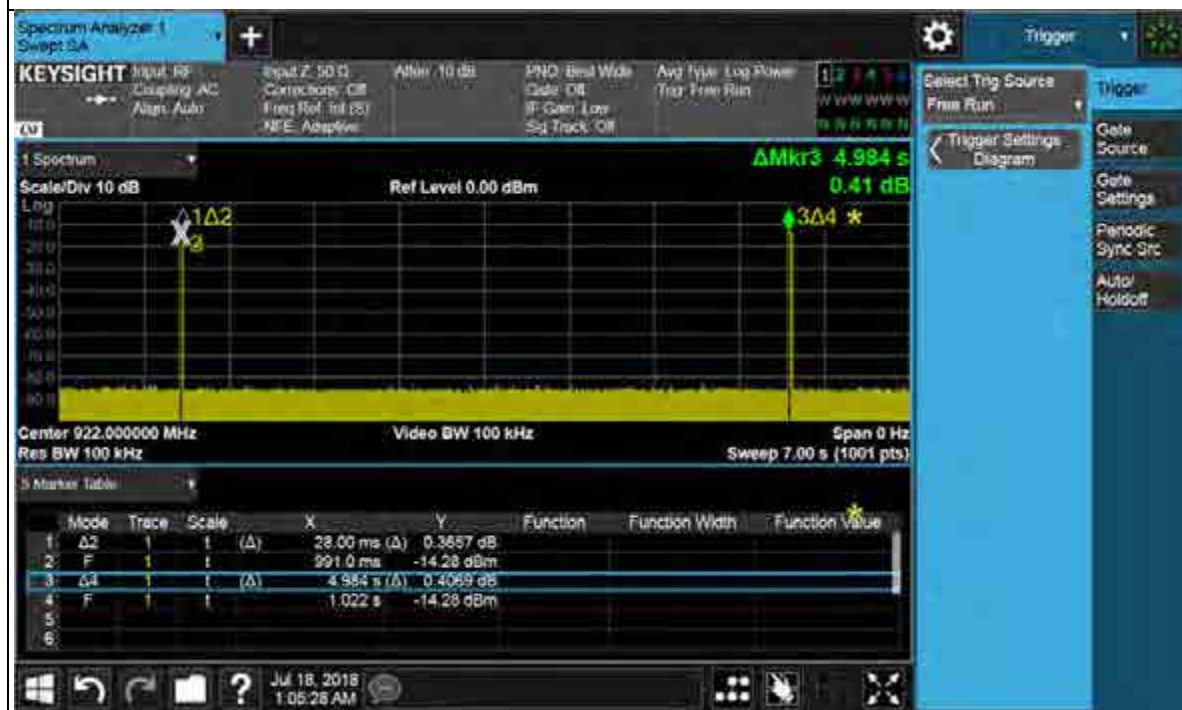 Spectrum Analyzer 1
Swept SA
Trigger
KEYSIGHT
Input: RF
Coupling: AC
Align: Auto
Input Z: 50 Ω
Corrections: Off
Freq Ref: Int (S)
NFE: Adaptive
Atten: 10 dB
PNO: Best Wide
Gate: Off
IF Gain: Low
Sig Track: Off
Avg Type: Log-Power
Trig: Free Run
Select Trig Source
Free Run
Trigger Settings
Diagram
Trigger
Gate
Source
Gate
Settings
Periodic
Sync Src
Auto/
Holdoff
1 Spectrum
ΔMkr3 4.984 s
0.41 dB
Scale/Div 10 dB
Ref Level 0.00 dBm
Log
1Δ2
3Δ4
Center 922.000000 MHz
Video BW 100 kHz
Span 0 Hz
Res BW 100 kHz
Sweep 7.00 s (1001 pts)
5 Marker Table
Mode Trace Scale X Y Function Function Width Function Value
1 Δ2 1 t (Δ) 28.00 ms (Δ) 0.3657 dB
2 F 1 t 991.0 ms -14.28 dBm
3 Δ4 1 t (Δ) 4.984 s (Δ) 0.4069 dB
4 F 1 t 1.022 s -14.28 dBm
5
6
Jul 18, 2018
1:05:28 AM